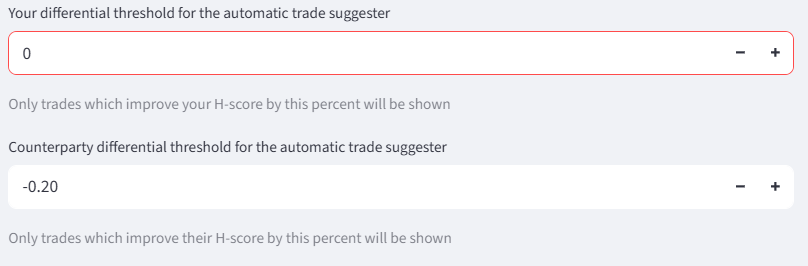 Your differential threshold for the automatic trade suggester
0
Only trades which improve your H-score by this percent will be shown
Counterparty differential threshold for the automatic trade suggester
-0.20
Only trades which improve their H-score by this percent will be shown